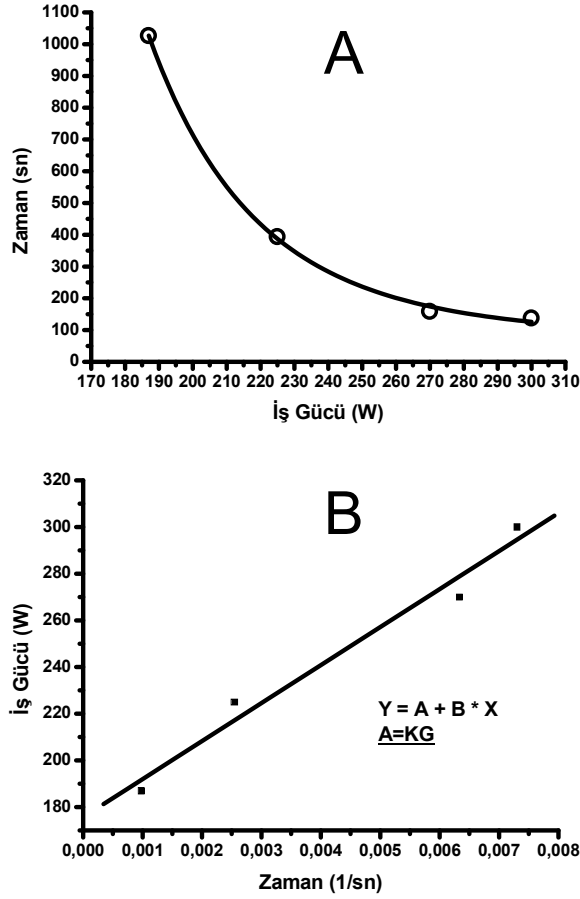 A
Zaman (sn)
1100
1000
900
800
700
600
500
400
300
200
100
0
170 180 190 200 210 220 230 240 250 260 270 280 290 300 310
İş Gücü (W)
B
İş Gücü (W)
320
300
280
260
240
220
200
180
Y = A + B * X
A=KG
0,000 0,001 0,002 0,003 0,004 0,005 0,006 0,007 0,008
Zaman (1/sn)